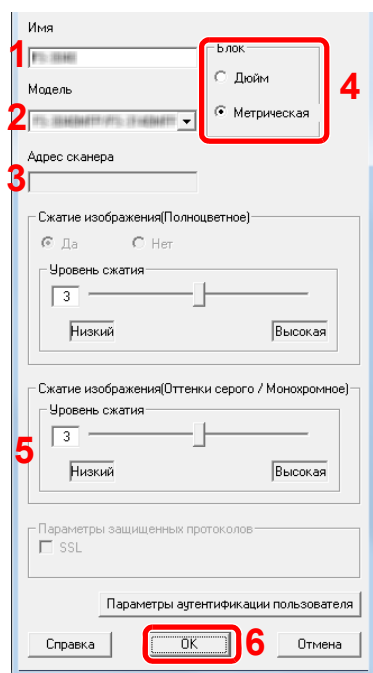 Имя
Блок
1
Дюйм
4
Модель
Метрическая
2
Адрес сканера
3
Сжатие изображения(Полноцветное)
Да Нет
Уровень сжатия
3
Низкий Высокая
Сжатие изображения(Оттенки серого / Монохромное)
Уровень сжатия
3
5
Низкий Высокая
Параметры защищенных протоколов
SSL
Параметры аутентификации пользователя
Справка OK 6 Отмена